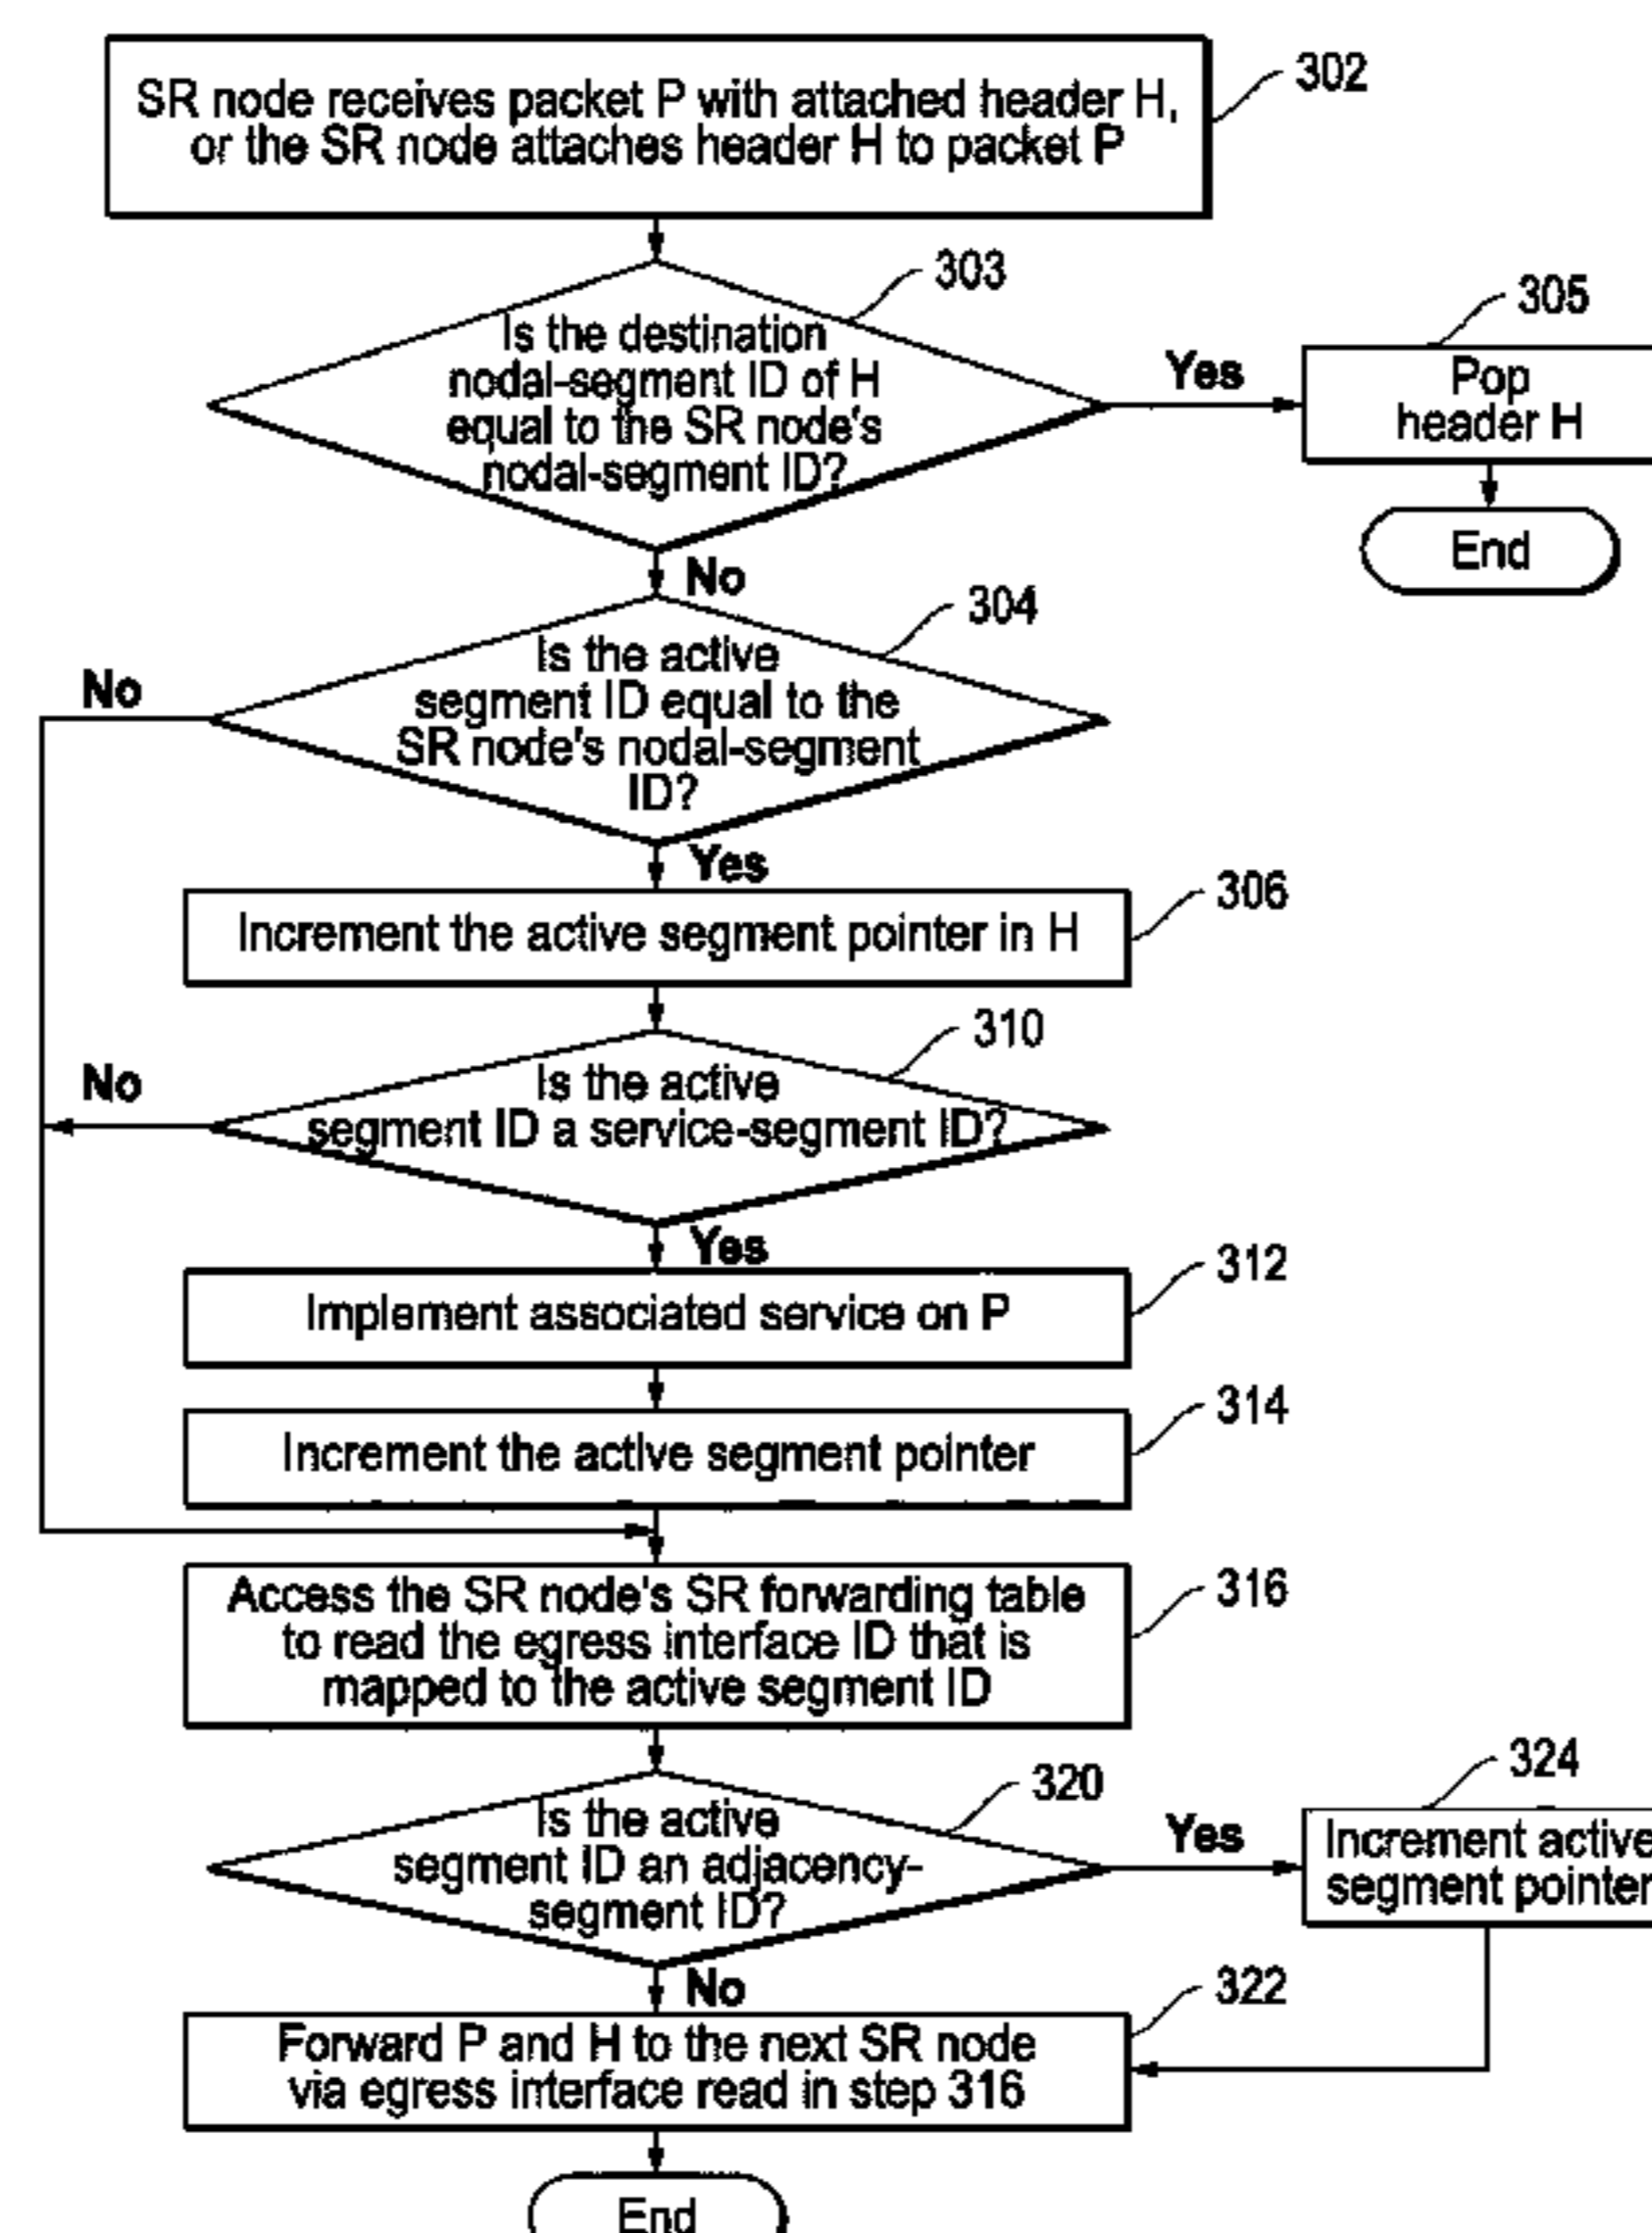 SR node receives packet P with attached header H,
or the SR node attaches header H to packet P
302
303
Is the destination
nodal-segment ID of H
equal to the SR node's
nodal-segment ID?
Yes
305
Pop
header H
End
No
304
Is the active
segment ID equal to the
SR node's nodal-segment
ID?
No
Yes
306
Increment the active segment pointer in H
310
Is the active
segment ID a service-segment ID?
No
Yes
312
Implement associated service on P
314
Increment the active segment pointer
316
Access the SR node's SR forwarding table
to read the egress interface ID that is
mapped to the active segment ID
320
Is the active
segment ID an adjacency-
segment ID?
Yes
324
Increment active
segment pointer
No
322
Forward P and H to the next SR node
via egress interface read in step 316
End